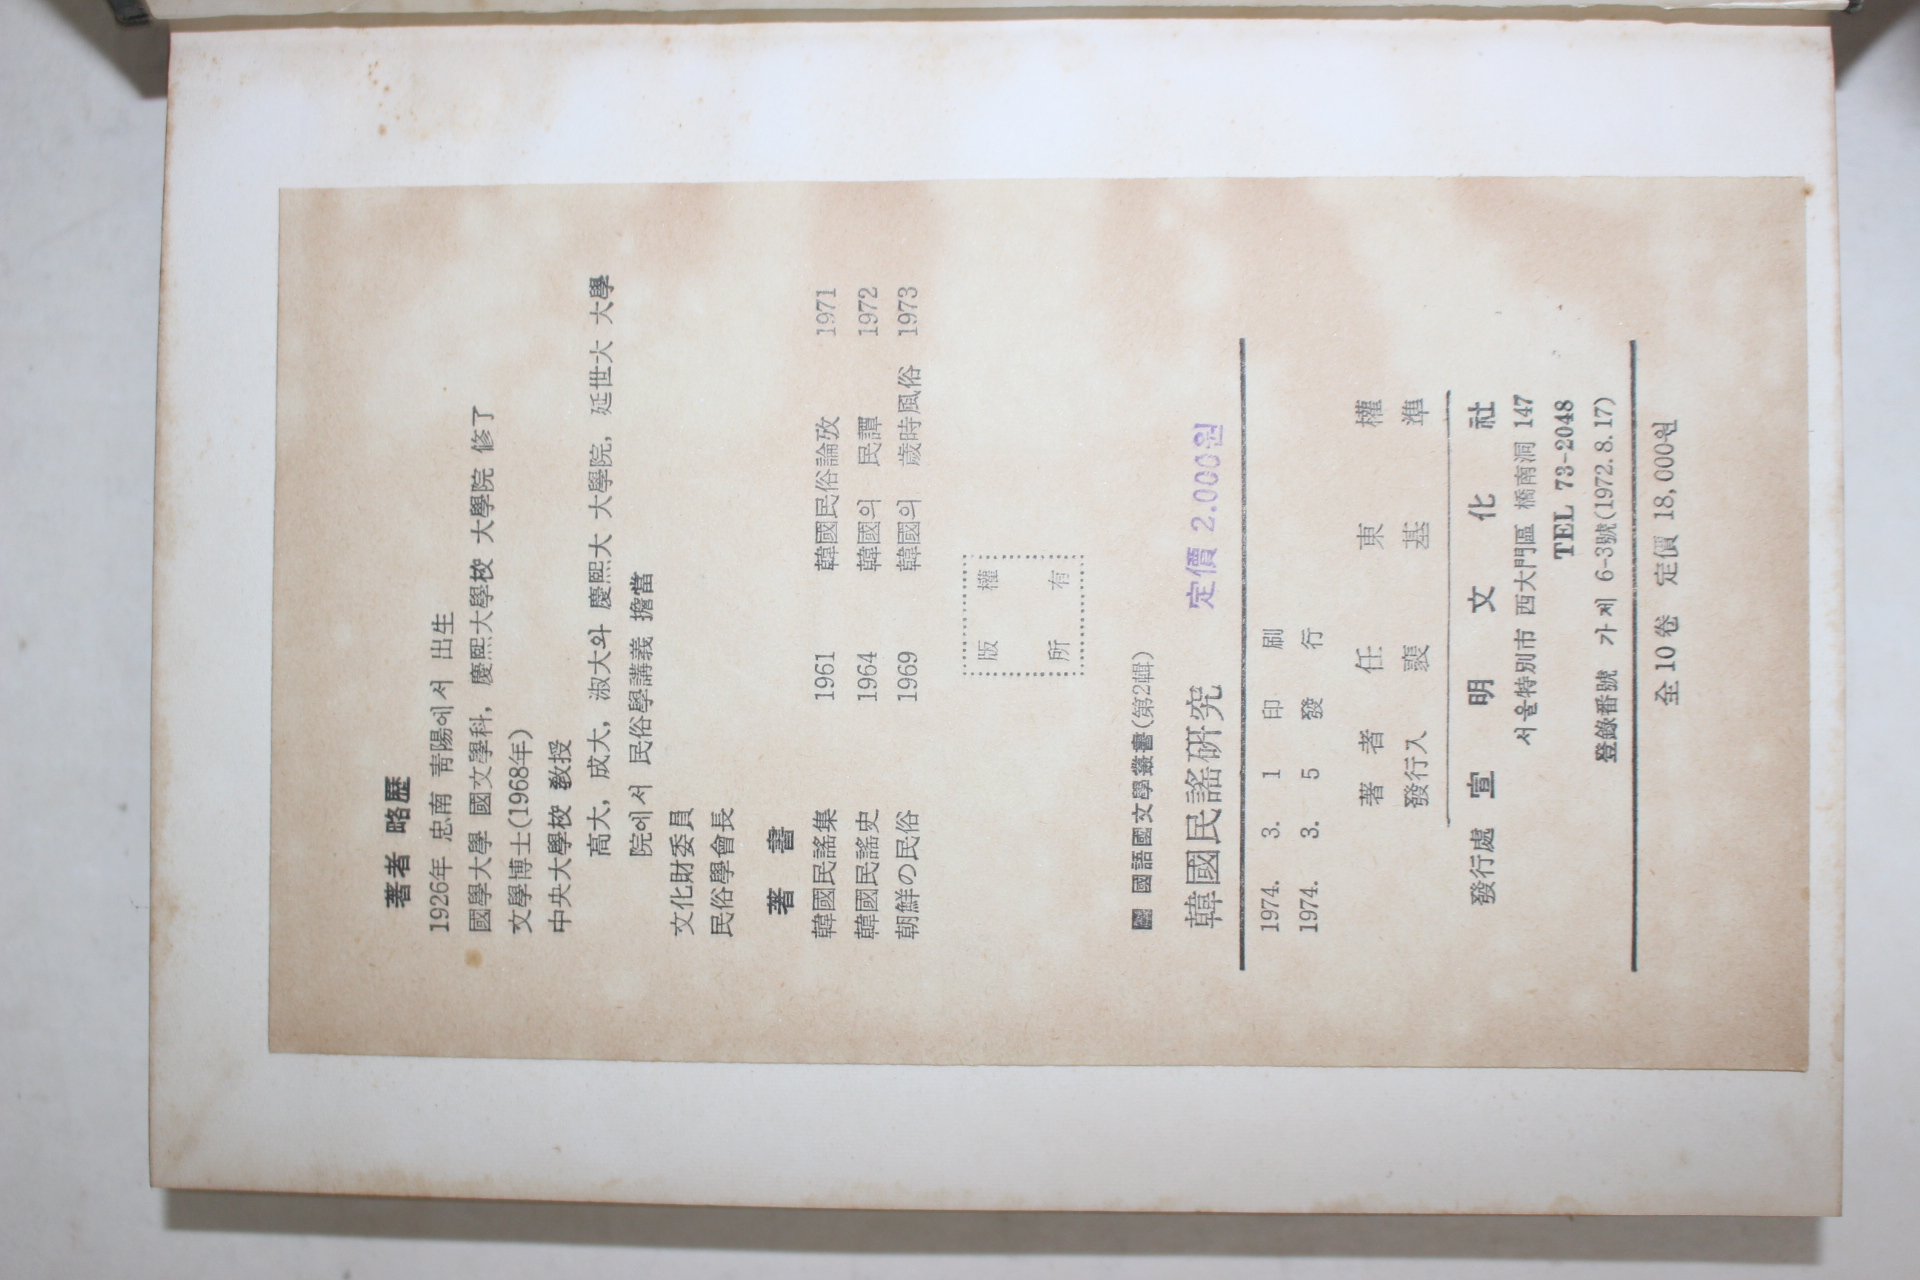 著者 略歷
1926年 忠南 靑陽에서 出生
國學大學 國文學科, 慶熙大學校 大學院 修了
文學博士(1968年)
中央大學校 敎授
高大, 成大, 淑大와 慶熙大 大學院, 延世大 大學
院에서 民俗學講義 擔當
文化財委員
民俗學會長
著 書
韓國民謠集 1961 韓國民俗論攷 1971
韓國民謠史 1964 韓國의 民譚 1972
朝鮮の民俗 1969 韓國의 歲時風俗 1973
版 權
所 有
國語國文學叢書(第2輯)
韓國民謠硏究 定價 2.000원
1974. 3. 1 印 刷
1974. 3. 5 發 行
著 者 任 東 權
發行人 裵 基 準
發行處 宣 明 文 化 社
서울特別市 西大門區 橋南洞 147
TEL 73-2048
登錄番號 가제 6-3號(1972.8.17)
全10卷 定價 18,000원